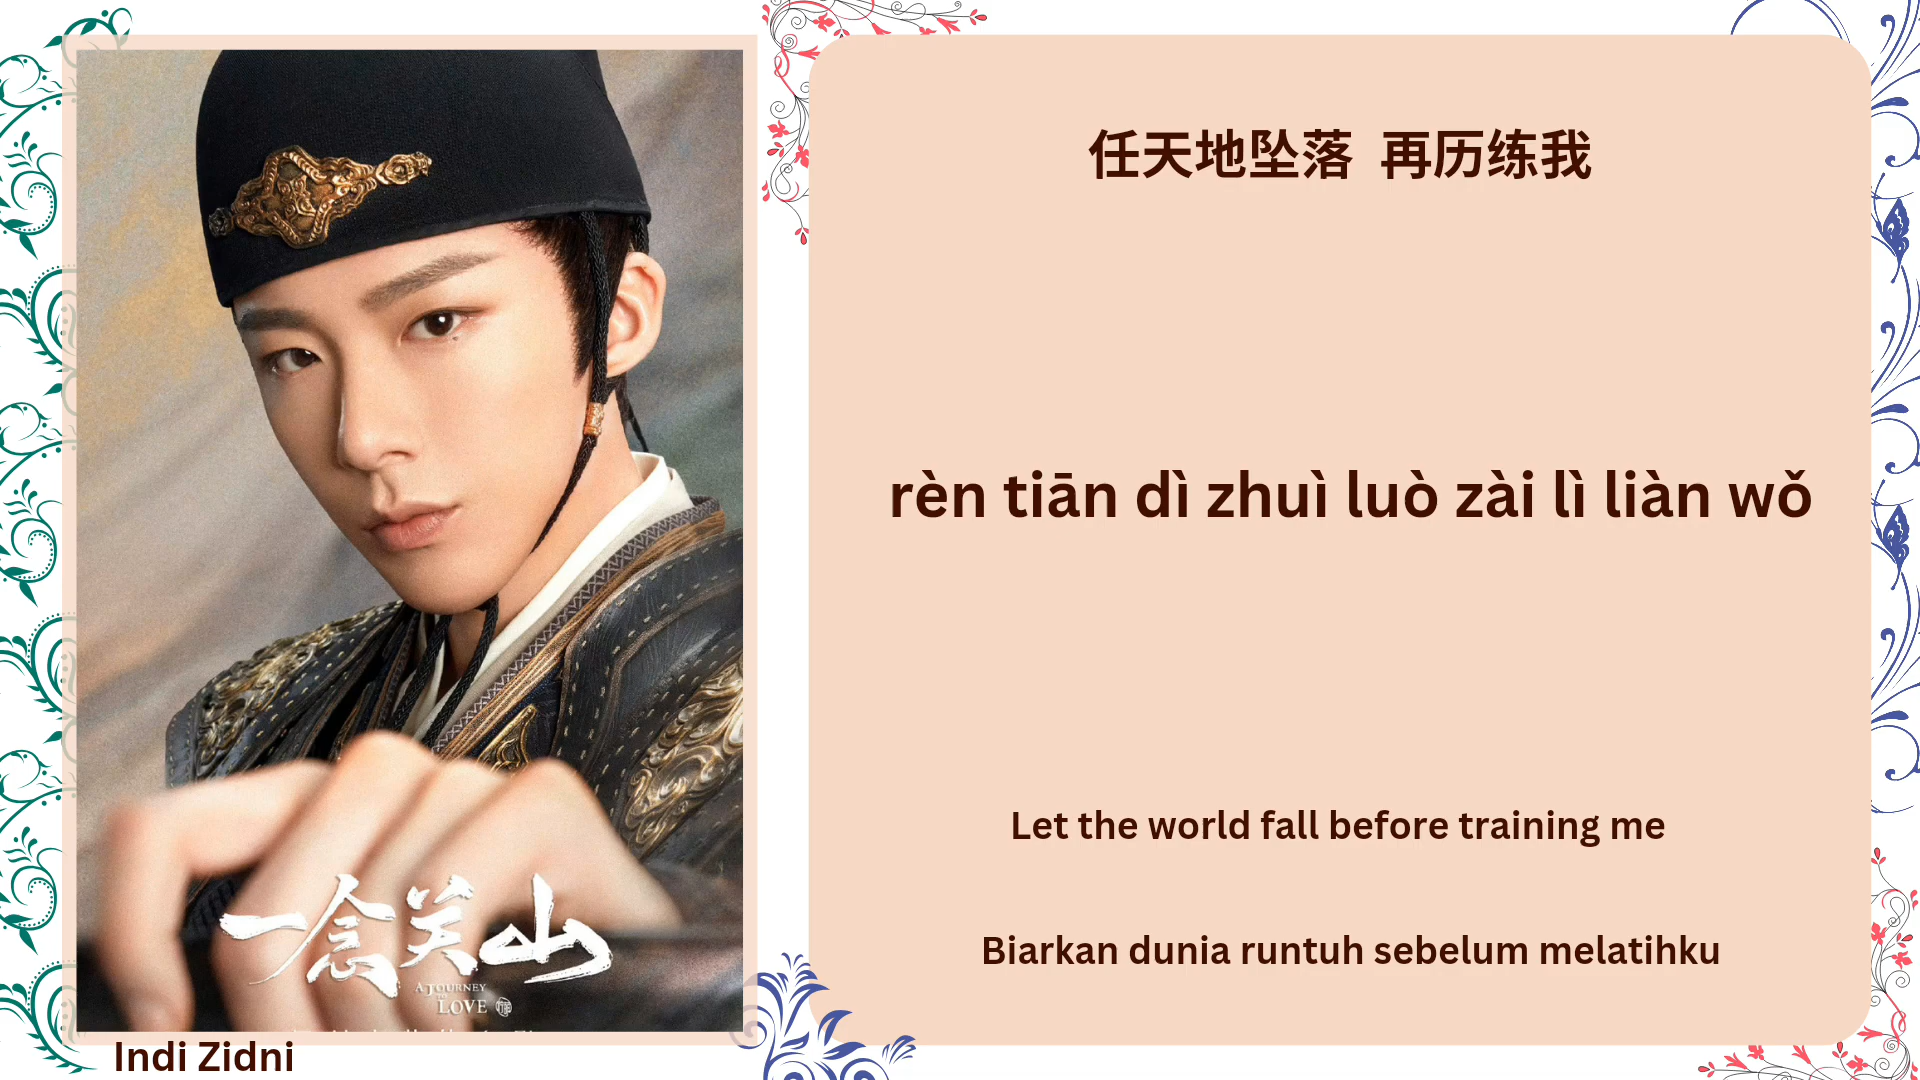 任天地坠落 再历练我
rèn tiān dì zhuì luò zài lì liàn wǒ
Let the world fall before training me
Biarkan dunia runtuh sebelum melatihku
一念关山
A JOURNEY
TO
LOVE
Indi Zidni